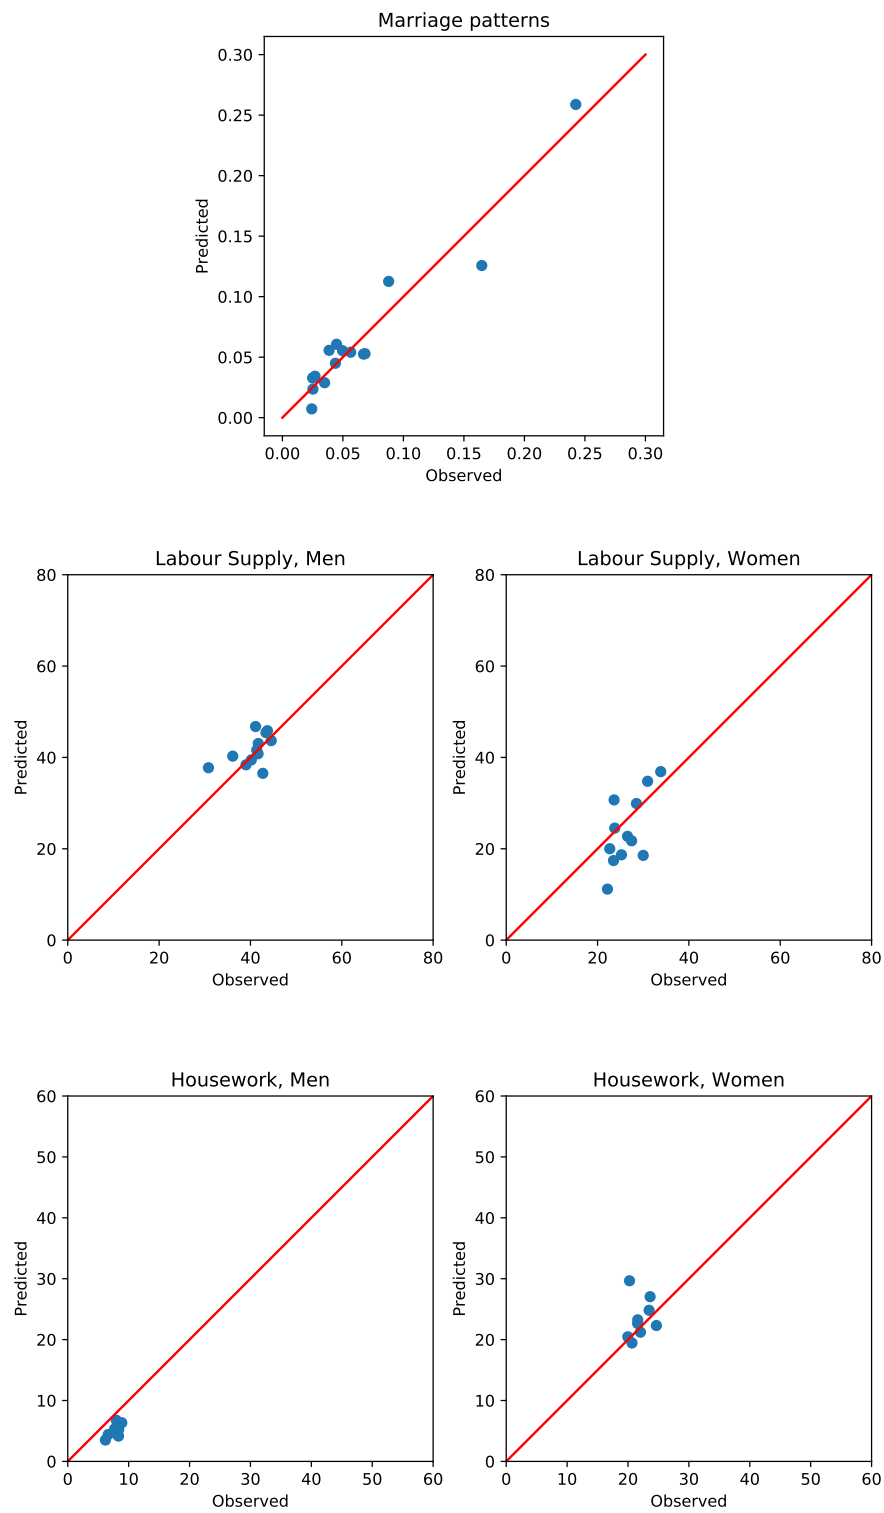 Marriage patterns
0.30
0.25
0.20
0.15
0.10
0.05
0.00
Predicted
0.00 0.05 0.10 0.15 0.20 0.25 0.30
Observed
Labour Supply, Men
80
60
40
20
0
Predicted
0 20 40 60 80
Observed
Labour Supply, Women
80
60
40
20
0
Predicted
0 20 40 60 80
Observed
Housework, Men
60
50
40
30
20
10
0
Predicted
0 10 20 30 40 50 60
Observed
Housework, Women
60
50
40
30
20
10
0
Predicted
0 10 20 30 40 50 60
Observed